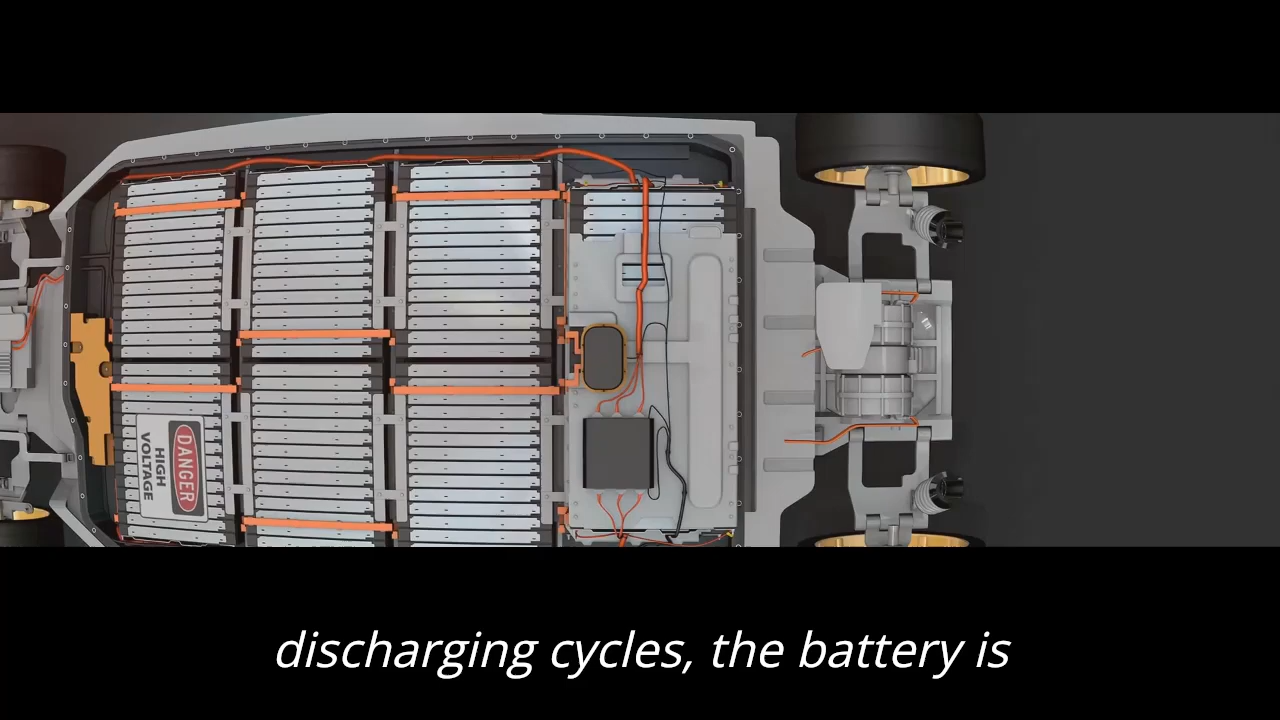 DANGER
HIGH
VOLTAGE
discharging cycles, the battery is